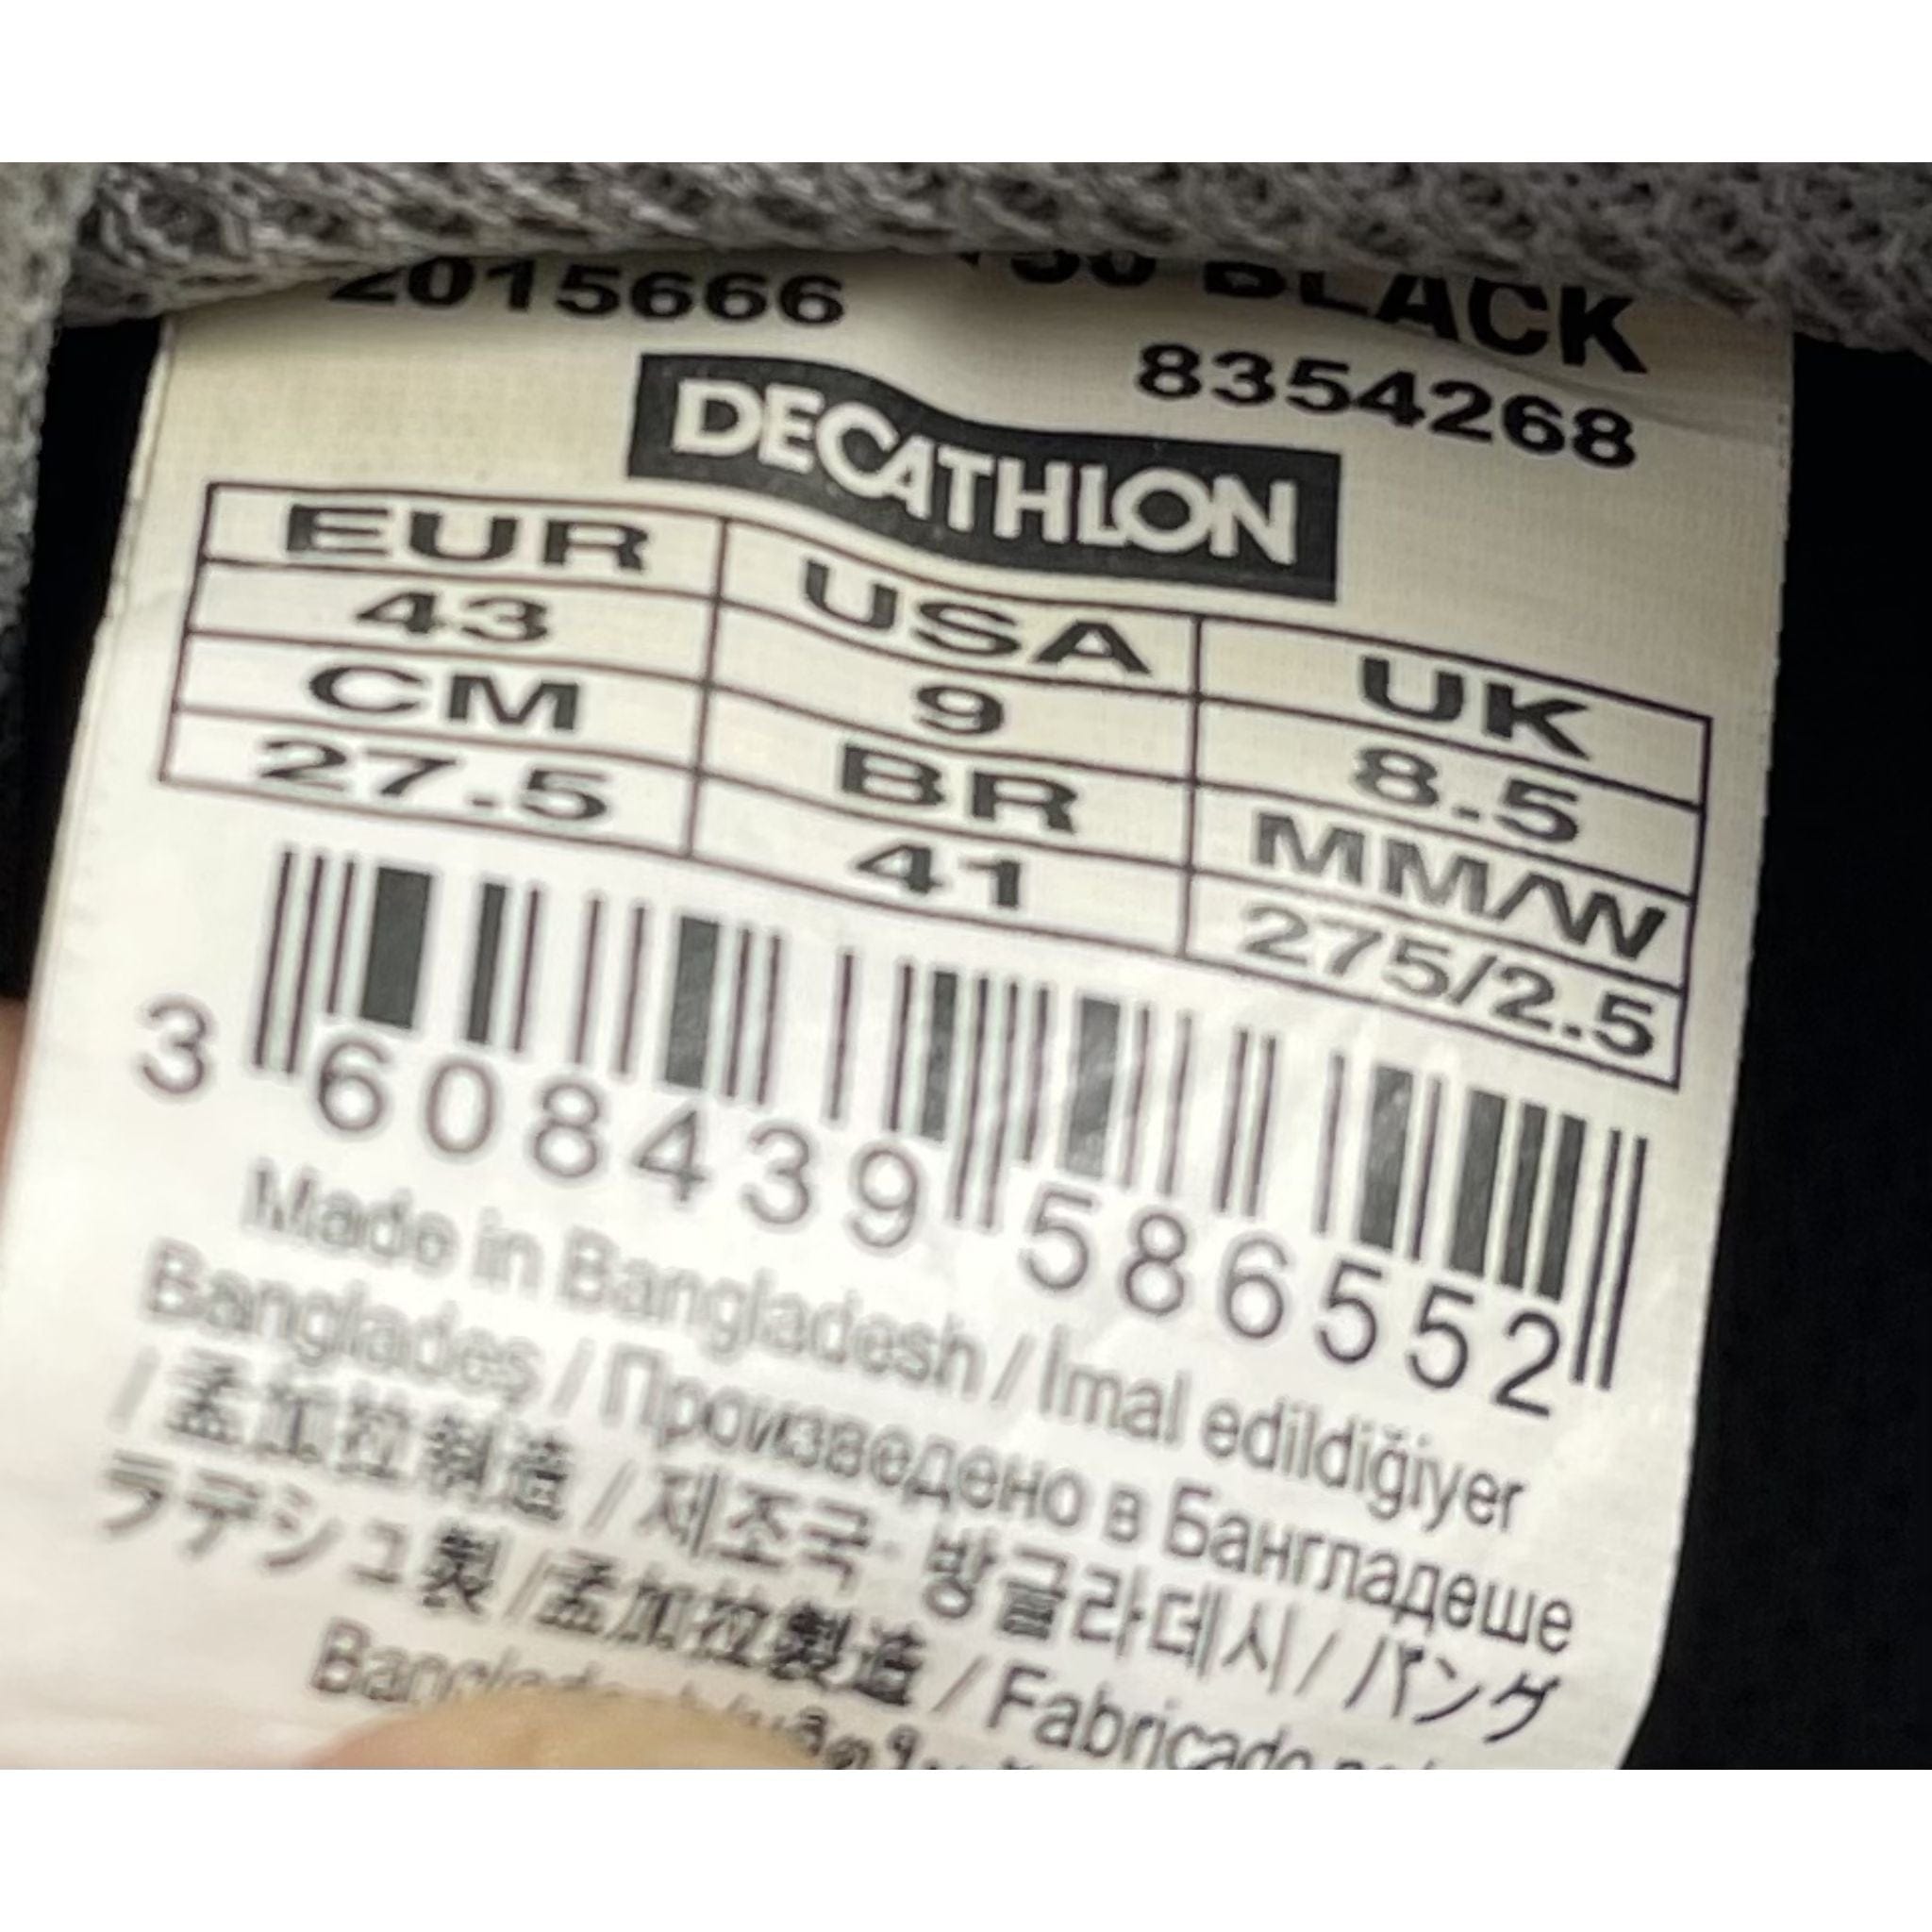 2015666
BLACK
8354268
DECATHLON
EUR USA UK
43 9 8.5
CM BR MM/W
27.5 41 275/2.5
3 608439 586552
Made in Bangladesh / İmal edildiğiyer
Bangladeş / Произведено в Бангладеше
/ 孟加拉制造 / 제조국: 방글라데시 / バング
ラデシュ製 / 孟加拉製造 / Fabricado